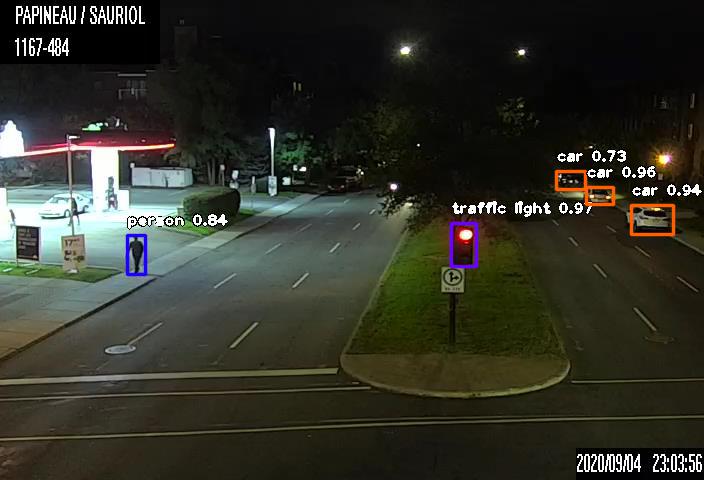 PAPINEAU / SAURIOL
1167-484
car 0.73
car 0.96
car 0.94
person 0.84
traffic light 0.97
2020/09/04 23:03:56